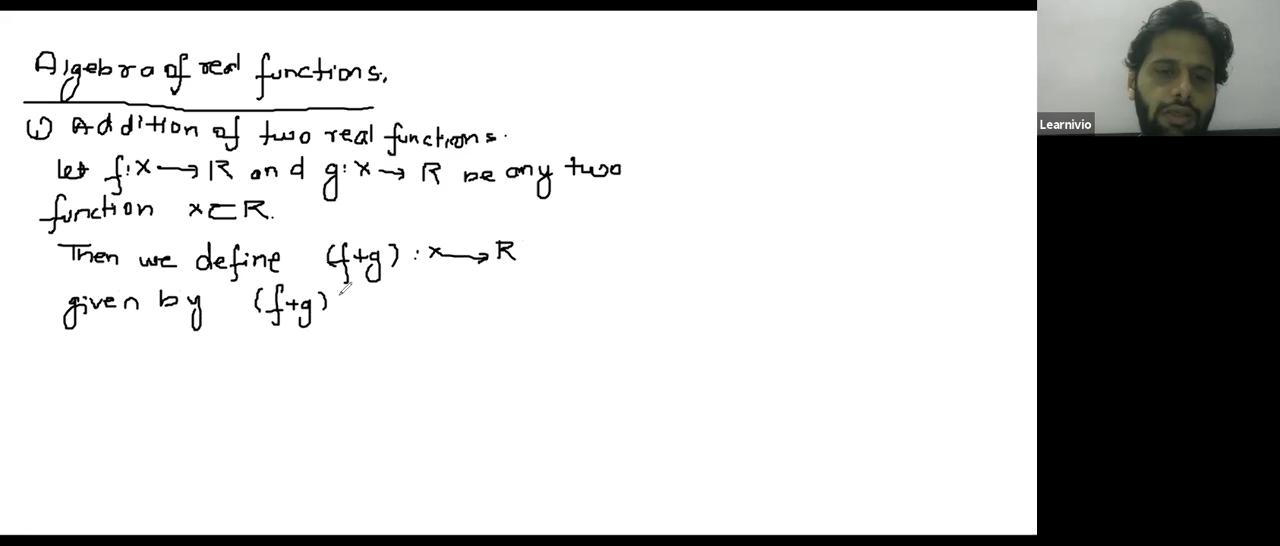 Algebra of real functions.
1) Addition of two real functions.
Let f: X → R and g: X → R be any two
function x ⊂ R.
Then we define (f+g) : x → R
given by (f+g)
Learnivio